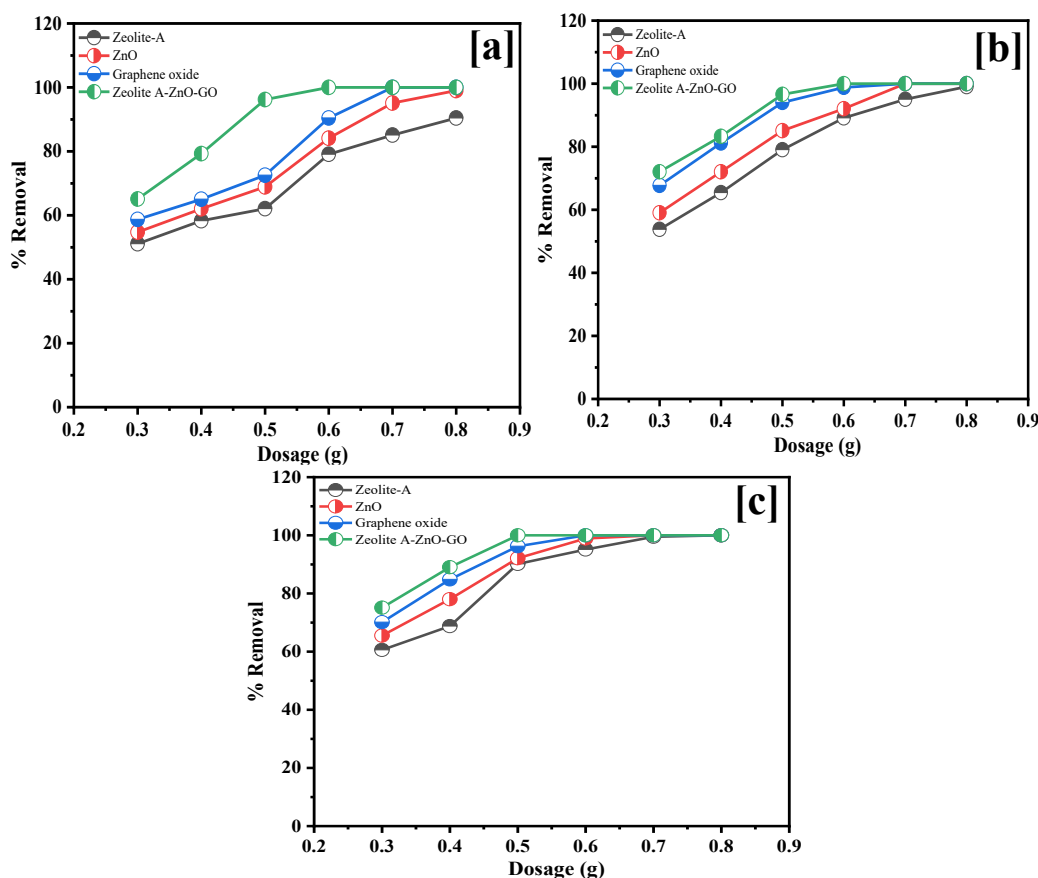 120
100
80
60
40
20
0
% Removal
Zeolite-A
ZnO
Graphene oxide
Zeolite A-ZnO-GO
[a]
0.2 0.3 0.4 0.5 0.6 0.7 0.8 0.9
Dosage (g)
120
100
80
60
40
20
0
% Removal
Zeolite-A
ZnO
Graphene oxide
Zeolite A-ZnO-GO
[b]
0.2 0.3 0.4 0.5 0.6 0.7 0.8 0.9
Dosage (g)
120
100
80
60
40
20
0
% Removal
Zeolite-A
ZnO
Graphene oxide
Zeolite A-ZnO-GO
[c]
0.2 0.3 0.4 0.5 0.6 0.7 0.8 0.9
Dosage (g)